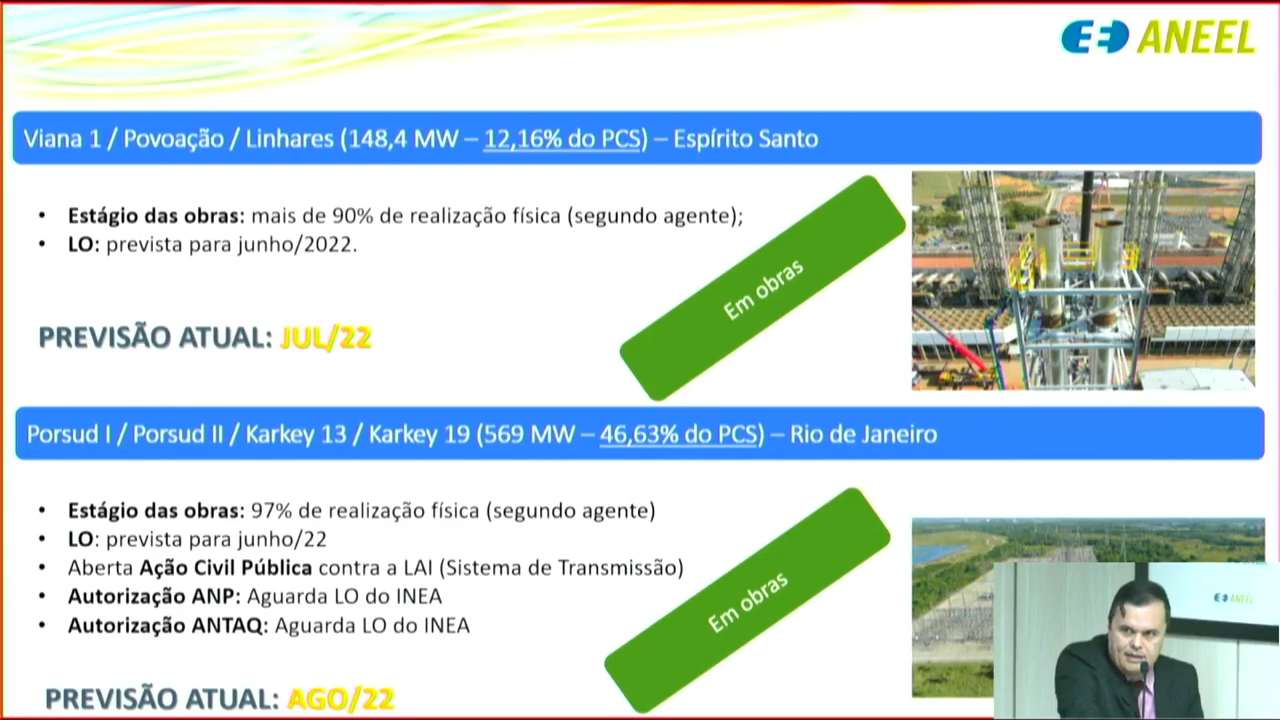 ANEEL
Viana 1 / Povoação / Linhares (148,4 MW – 12,16% do PCS) – Espírito Santo
• Estágio das obras: mais de 90% de realização física (segundo agente);
• LO: prevista para junho/2022.
Em obras
PREVISÃO ATUAL: JUL/22
Porsud I / Porsud II / Karkey 13 / Karkey 19 (569 MW – 46,63% do PCS) – Rio de Janeiro
• Estágio das obras: 97% de realização física (segundo agente)
• LO: prevista para junho/22
• Aberta Ação Civil Pública contra a LAI (Sistema de Transmissão)
• Autorização ANP: Aguarda LO do INEA
• Autorização ANTAQ: Aguarda LO do INEA
Em obras
PREVISÃO ATUAL: AGO/22
ANEEL